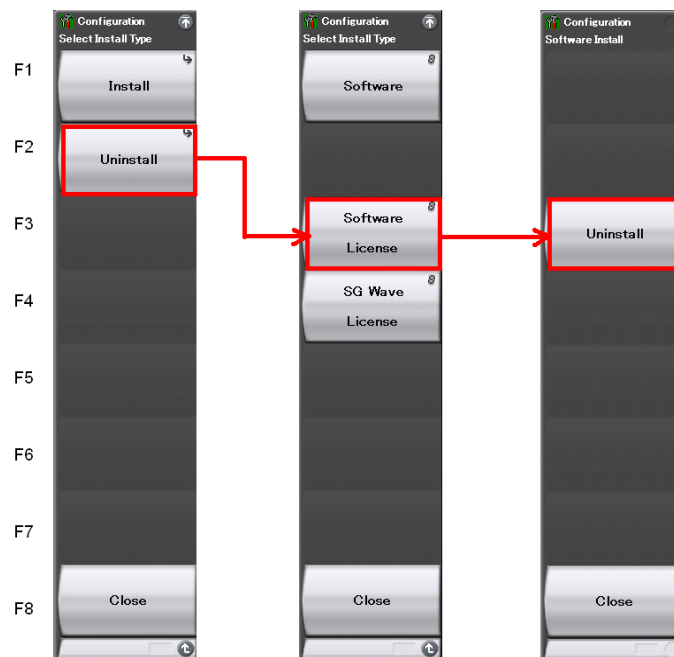 Configuration
Select Install Type
Configuration
Select Install Type
Configuration
Software Install
F1
Install
Software
F2
Uninstall
F3
Software
License
Uninstall
F4
SG Wave
License
F5
F6
F7
F8
Close
Close
Close